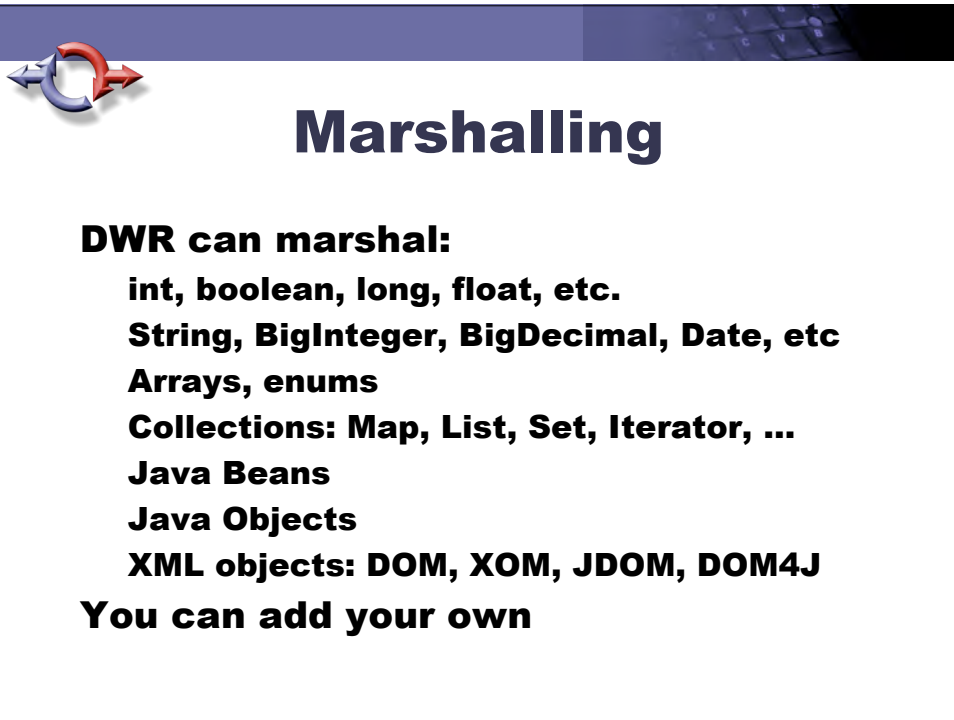 Marshalling
DWR can marshal:
int, boolean, long, float, etc.
String, BigInteger, BigDecimal, Date, etc
Arrays, enums
Collections: Map, List, Set, Iterator, ...
Java Beans
Java Objects
XML objects: DOM, XOM, JDOM, DOM4J
You can add your own